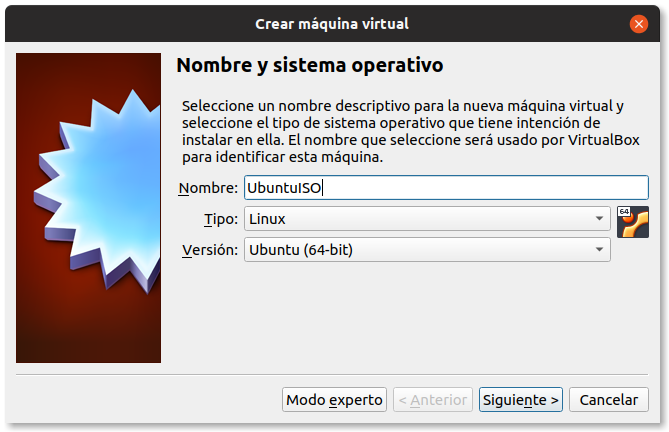 Crear máquina virtual
Nombre y sistema operativo
Seleccione un nombre descriptivo para la nueva máquina virtual y
seleccione el tipo de sistema operativo que tiene intención de
instalar en ella. El nombre que seleccione será usado por VirtualBox
para identificar esta máquina.
Nombre: UbuntuISO
Tipo: Linux
64
Versión: Ubuntu (64-bit)
Modo experto < Anterior Siguiente > Cancelar